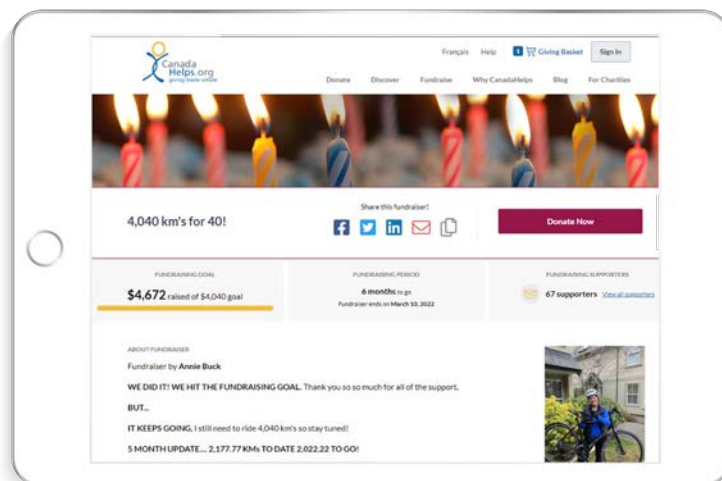 Canada
Helps.org
giving made simple
Français Help 1 Giving Basket Sign In
Donate Discover Fundraise Why CanadaHelps Blog For Charities
4,040 km's for 40!
Share this fundraiser!
Donate Now
FUNDRAISING GOAL
$4,672 raised of $4,040 goal
FUNDRAISING PERIOD
6 months to go
Fundraiser ends on March 10, 2022
FUNDRAISING SUPPORTERS
67 supporters View all supporters
ABOUT FUNDRAISER
Fundraiser by Annie Buck
WE DID IT! WE HIT THE FUNDRAISING GOAL. Thank you so so much for all of the support.
BUT...
IT KEEPS GOING, I still need to ride 4,040 km's so stay tuned!
5 MONTH UPDATE.... 2,177.77 KMs TO DATE 2,022.22 TO GO!